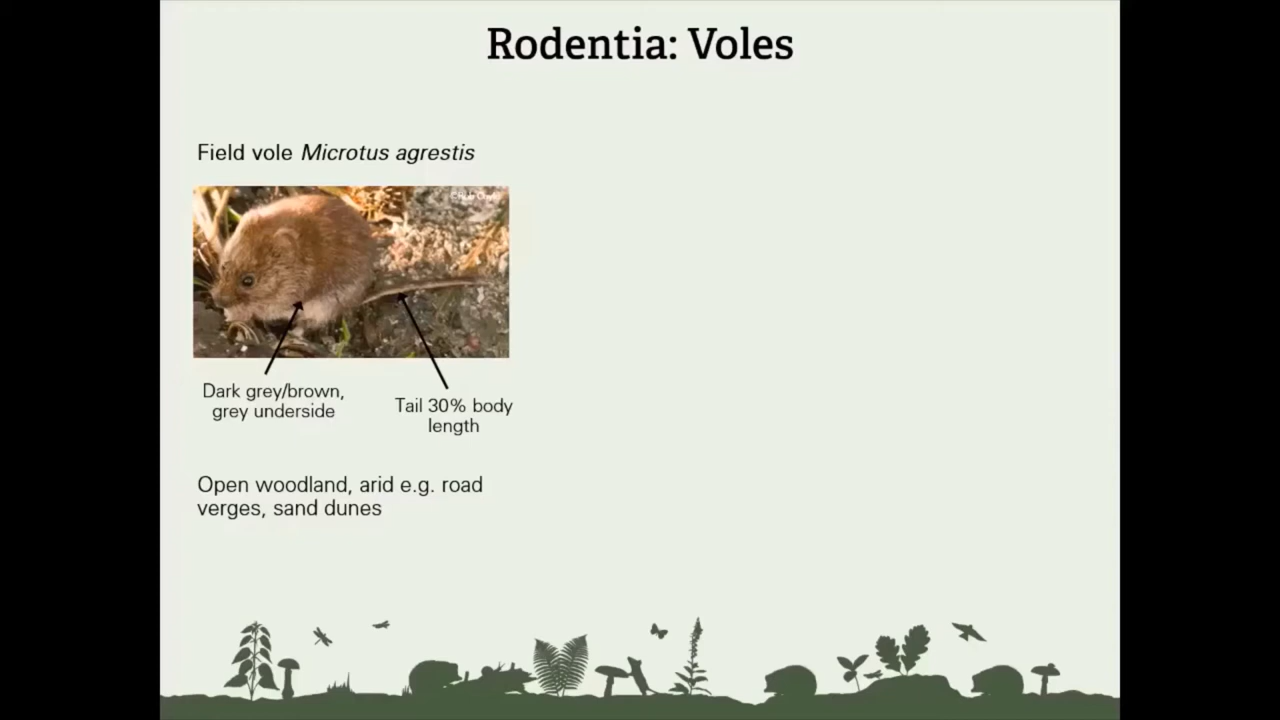 Rodentia: Voles
Field vole Microtus agrestis
Dark grey/brown,
grey underside
Tail 30% body
length
Open woodland, arid e.g. road
verges, sand dunes